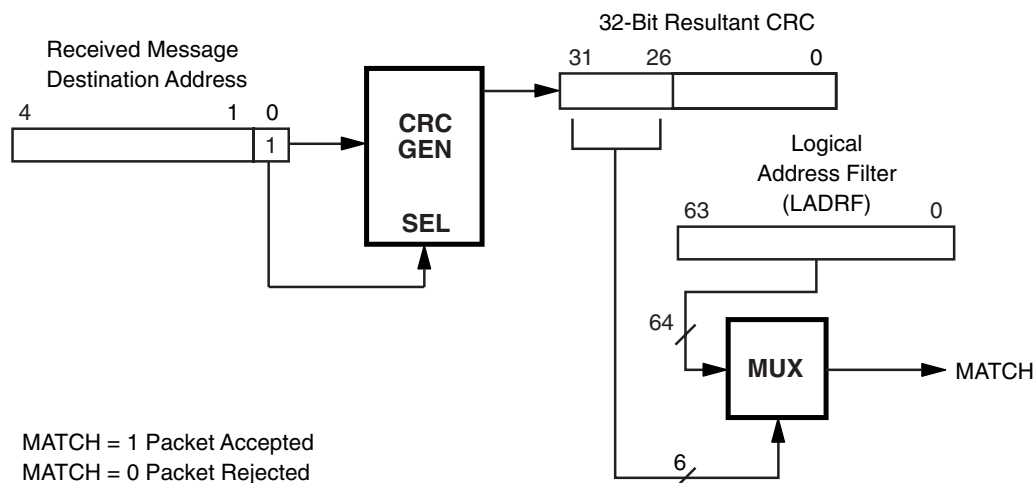 32-Bit Resultant CRC
Received Message
Destination Address
31 26 0
4 1 0
1
CRC
GEN
SEL
Logical
Address Filter
(LADRF)
63 0
64
MUX
MATCH
6
MATCH = 1 Packet Accepted
MATCH = 0 Packet Rejected